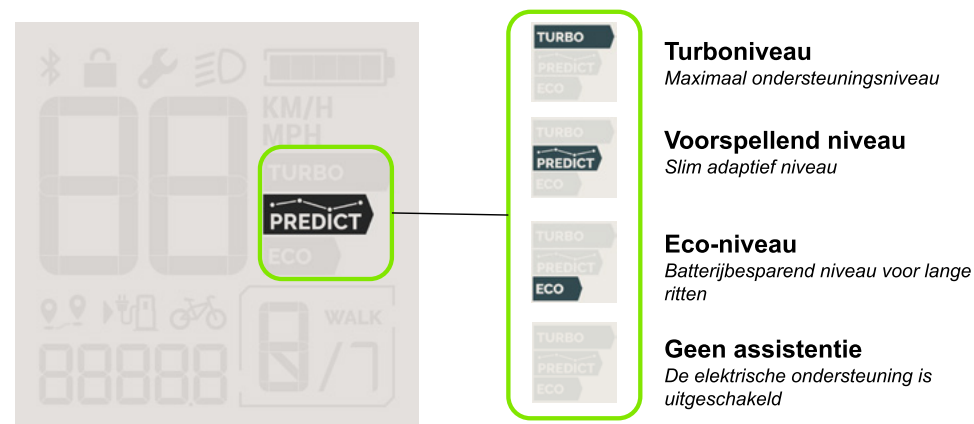 KM/H
MPH
TURBO
PREDICT
ECO
WALK
/7
TURBO
PREDICT
ECO
Turboniveau
Maximaal ondersteuningsniveau
TURBO
PREDICT
ECO
Voorspellend niveau
Slim adaptief niveau
TURBO
PREDICT
ECO
Eco-niveau
Batterijbesparend niveau voor lange
ritten
TURBO
PREDICT
ECO
Geen assistentie
De elektrische ondersteuning is
uitgeschakeld